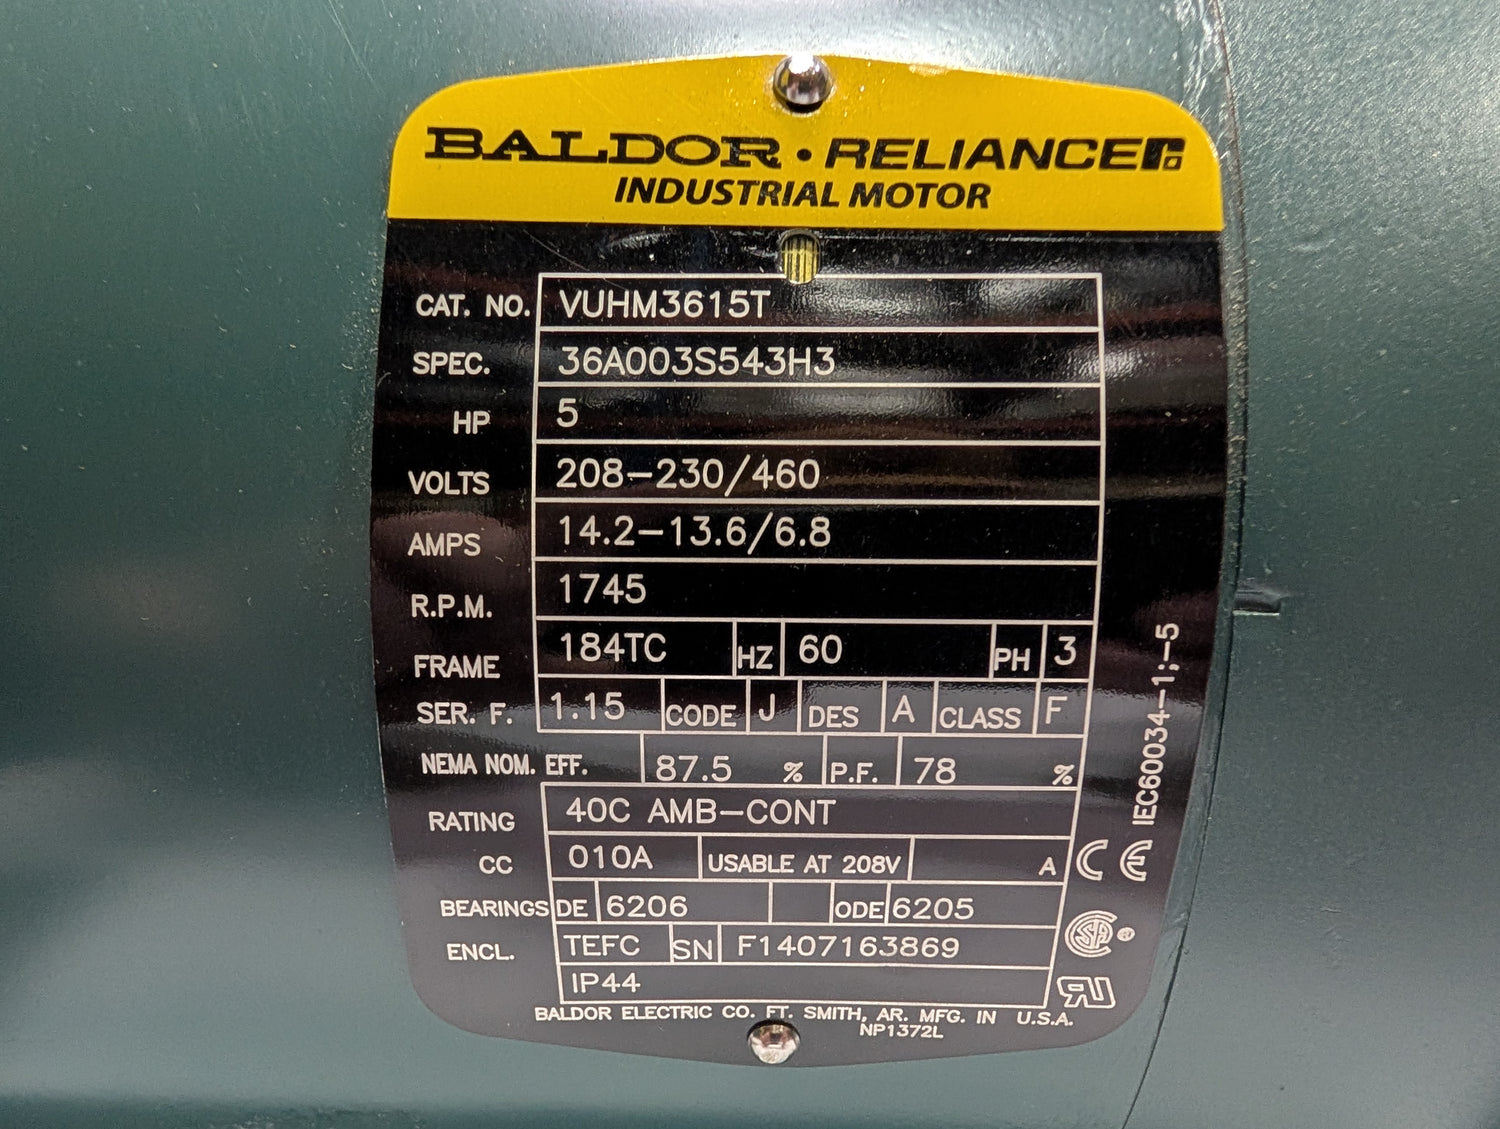 BALDOR · RELIANCE
INDUSTRIAL MOTOR
CAT. NO. VUHM3615T
SPEC. 36A003S543H3
HP 5
VOLTS 208-230/460
AMPS 14.2-13.6/6.8
R.P.M. 1745
FRAME 184TC HZ 60 PH 3
SER. F. 1.15 CODE J DES A CLASS F
NEMA NOM. EFF. 87.5 % P.F. 78 %
RATING 40C AMB-CONT
CC 010A USABLE AT 208V A
BEARINGS DE 6206 ODE 6205
ENCL. TEFC SN F1407163869
IP44
BALDOR ELECTRIC CO. FT. SMITH, AR. MFG. IN U.S.A.
NP1372L
IEC60034-1;-5
CE
CSA ®
RU